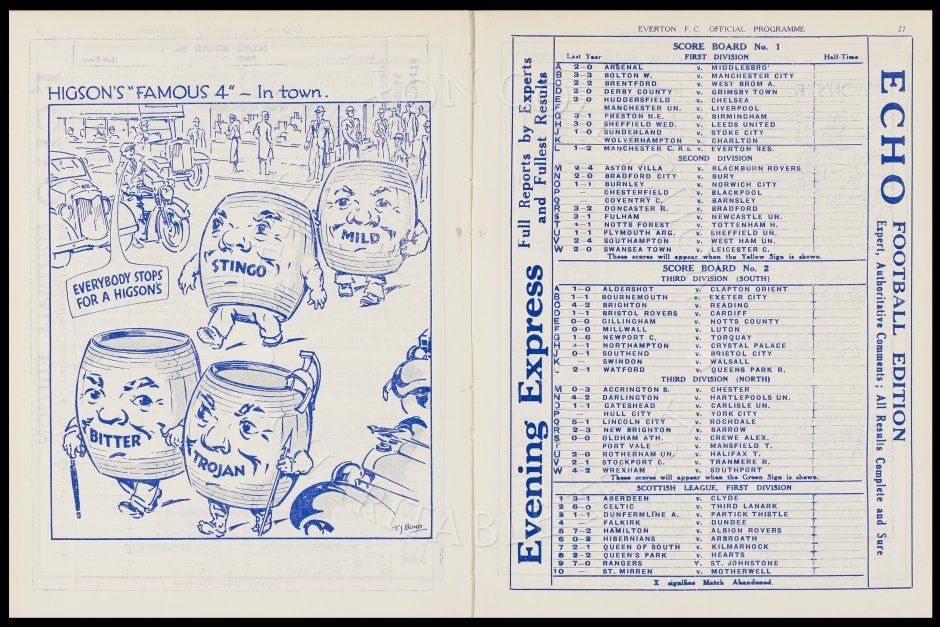 HIGSON'S "FAMOUS 4" – In town.
EVERYBODY STOPS
FOR A HIGSON'S
STINGO
MILD
BITTER
TROJAN
T.J. BOND
EVERTON F. C. OFFICIAL PROGRAMME 27
Evening Express
Full Reports by Experts
and Fullest Results
SCORE BOARD No. 1
Last Year FIRST DIVISION Half-Time
A 2–0 ARSENAL v. MIDDLESBRO'
B 3–3 BOLTON W. v. MANCHESTER CITY
C 2–2 BRENTFORD v. WEST BROM A.
D 2–0 DERBY COUNTY v. GRIMSBY TOWN
E 2–0 HUDDERSFIELD v. CHELSEA
F MANCHESTER UN. v. LIVERPOOL
G 3–1 PRESTON N.E. v. BIRMINGHAM
H 3–0 SHEFFIELD WED. v. LEEDS UNITED
J 1–0 SUNDERLAND v. STOKE CITY
K WOLVERHAMPTON v. CHARLTON
L 1–2 MANCHESTER C. Rs. v. EVERTON RES.
SECOND DIVISION
M 2–4 ASTON VILLA v. BLACKBURN ROVERS
N 2–0 BRADFORD CITY v. BURY
O 1–1 BURNLEY v. NORWICH CITY
P — CHESTERFIELD v. BLACKPOOL
Q — COVENTRY C. v. BARNSLEY
R 3–2 DONCASTER R. v. BRADFORD
S 3–1 FULHAM v. NEWCASTLE UN.
T 1–1 NOTTS FOREST v. TOTTENHAM H.
U 1–1 PLYMOUTH ARG. v. SHEFFIELD UN.
V 2–4 SOUTHAMPTON v. WEST HAM UN.
W 2–0 SWANSEA TOWN v. LEICESTER C.
These scores will appear when the Yellow Sign is shewn.
SCORE BOARD No. 2
THIRD DIVISION (SOUTH)
A 1–0 ALDERSHOT v. CLAPTON ORIENT
B 1–1 BOURNEMOUTH v. EXETER CITY
C 4–2 BRIGHTON v. READING
D 1–1 BRISTOL ROVERS v. CARDIFF
E 0–0 GILLINGHAM v. NOTTS COUNTY
F 0–0 MILLWALL v. LUTON
G 1–6 NEWPORT C. v. TORQUAY
H NORTHAMPTON v. CRYSTAL PALACE
J 0–1 SOUTHEND v. BRISTOL CITY
K SWINDON v. WALSALL
L 2–1 WATFORD v. QUEENS PARK R.
THIRD DIVISION (NORTH)
M 0–3 ACCRINGTON S. v. CHESTER
N 4–2 DARLINGTON v. HARTLEPOOLS UN.
O 1–1 GATESHEAD v. CARLISLE UN.
P — HULL CITY v. YORK CITY
Q 5–1 LINCOLN CITY v. ROCHDALE
R 2–3 NEW BRIGHTON v. BARROW
S 0–0 OLDHAM ATH. v. CREWE ALEX.
T PORT VALE v. MANSFIELD T.
U 2–0 ROTHERHAM UN. v. HALIFAX T.
V 2–1 STOCKPORT C. v. TRANMERE R.
W 4–2 WREXHAM v. SOUTHPORT
These scores will appear when the Green Sign is shewn.
SCOTTISH LEAGUE, FIRST DIVISION
1 3–1 ABERDEEN v. CLYDE
2 6–0 CELTIC v. THIRD LANARK
3 1–1 DUNFERMLINE A. v. PARTICK THISTLE
4 — FALKIRK v. DUNDEE
5 7–2 HAMILTON v. ALBION ROVERS
6 0–2 HIBERNIANS v. ARBROATH
7 2–1 QUEEN OF SOUTH v. KILMARNOCK
8 2–2 QUEEN'S PARK v. HEARTS
9 7–0 RANGERS v. ST. JOHNSTONE
10 — ST. MIRREN v. MOTHERWELL
X signifies Match Abandoned.
ECHO FOOTBALL EDITION
Expert, Authoritative Comments; All Results Complete and Sure